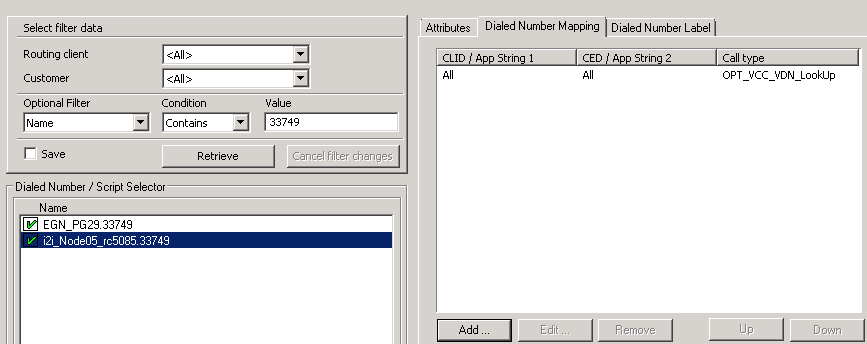 Select filter data
Routing client <All>
Customer <All>
Optional Filter Condition Value
Name Contains 33749
Save Retrieve Cancel filter changes
Dialed Number / Script Selector
Name
EGN_PG29.33749
i2i_Node05_rc5085.33749
Attributes Dialed Number Mapping Dialed Number Label
CLID / App String 1 CED / App String 2 Call type
All All OPT_VCC_VDN_LookUp
Add ... Edit ... Remove Up Down